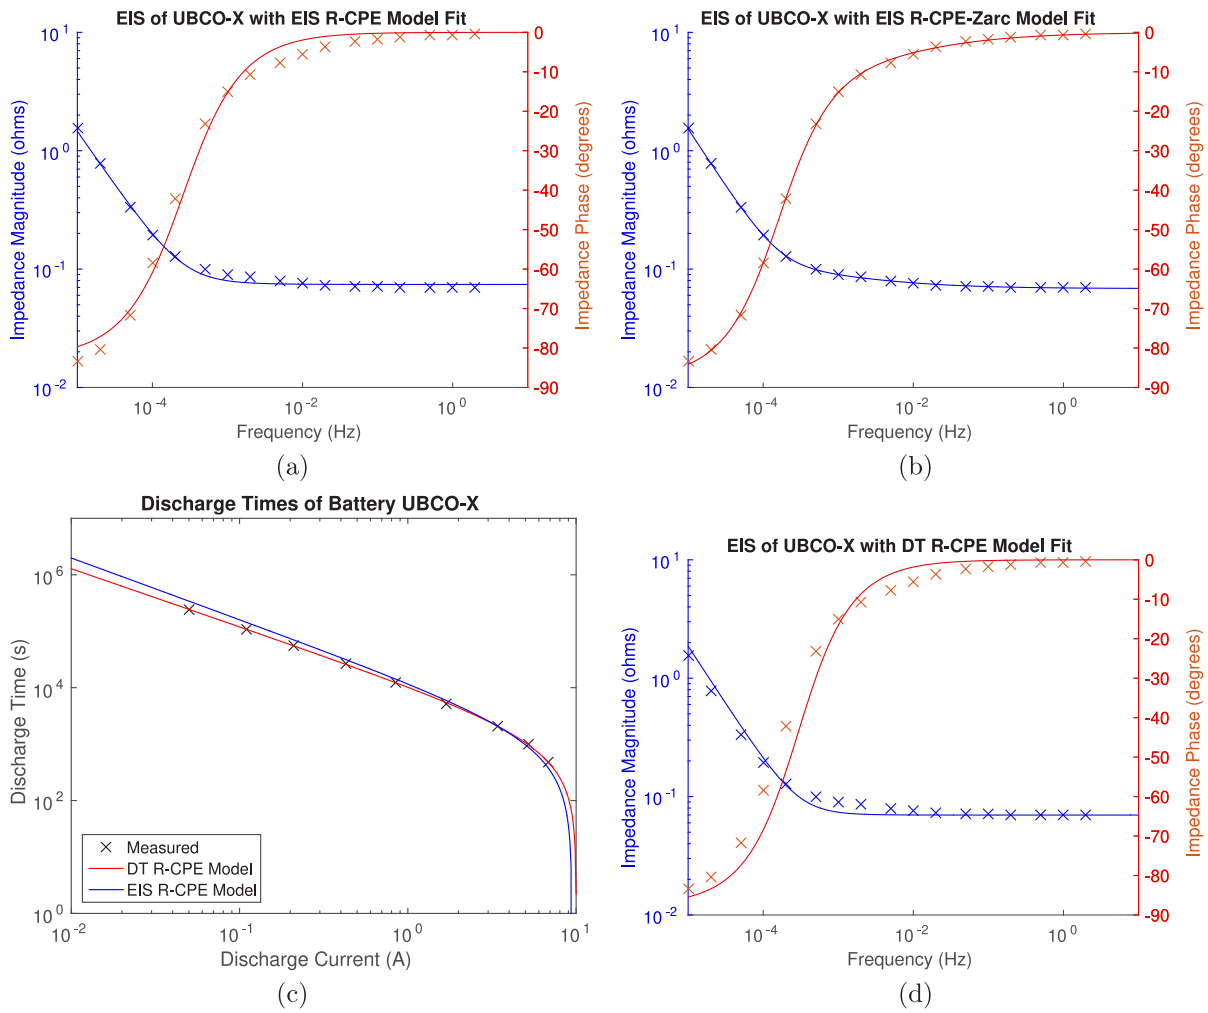 EIS of UBCO-X with EIS R-CPE Model Fit
Impedance Magnitude (ohms)
10^1
10^0
10^-1
10^-2
0
-10
-20
-30
-40
-50
-60
-70
-80
-90
Impedance Phase (degrees)
10^-4
10^-2
10^0
Frequency (Hz)
(a)
EIS of UBCO-X with EIS R-CPE-Zarc Model Fit
Impedance Magnitude (ohms)
10^1
10^0
10^-1
10^-2
0
-10
-20
-30
-40
-50
-60
-70
-80
-90
Impedance Phase (degrees)
10^-4
10^-2
10^0
Frequency (Hz)
(b)
Discharge Times of Battery UBCO-X
Discharge Time (s)
10^6
10^4
10^2
10^0
Measured
DT R-CPE Model
EIS R-CPE Model
10^-2
10^-1
10^0
10^1
Discharge Current (A)
(c)
EIS of UBCO-X with DT R-CPE Model Fit
Impedance Magnitude (ohms)
10^1
10^0
10^-1
10^-2
0
-10
-20
-30
-40
-50
-60
-70
-80
-90
Impedance Phase (degrees)
10^-4
10^-2
10^0
Frequency (Hz)
(d)